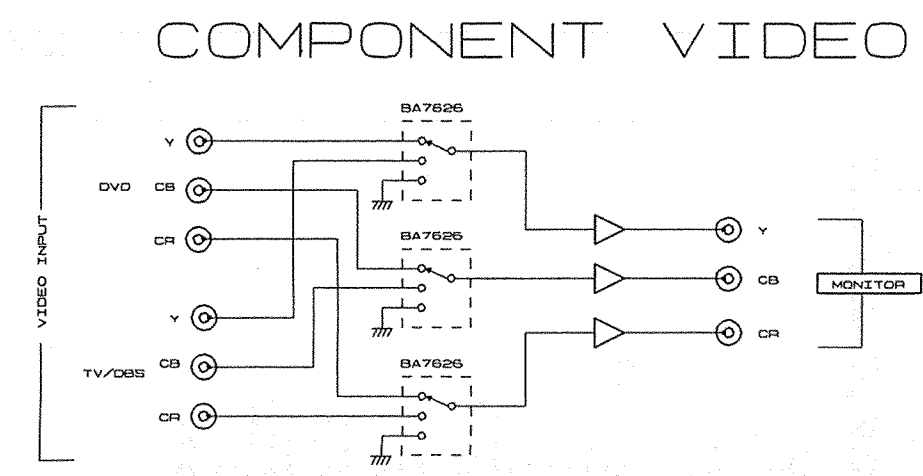 COMPONENT VIDEO
BA7626
Y
DVD CB
CR
VIDEO INPUT
Y
TV/DBS CB
CR
BA7626
BA7626
Y
CB
CR
MONITOR